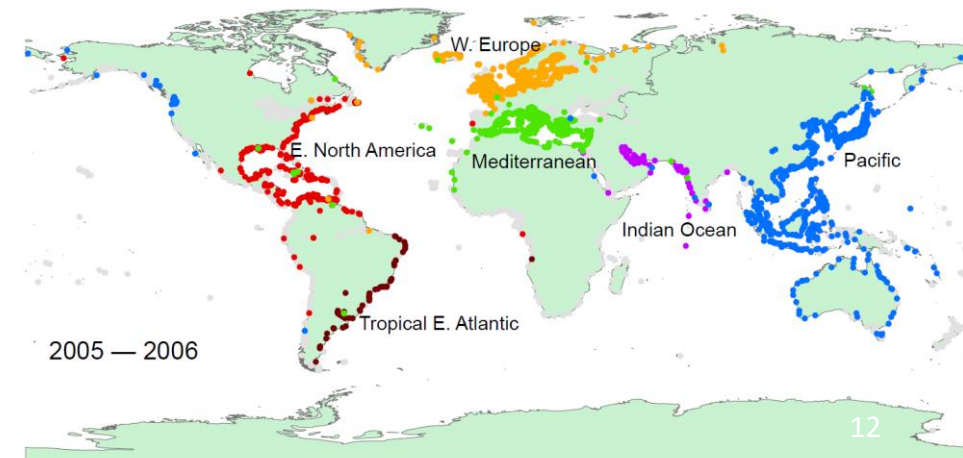 W. Europe
E. North America
Mediterranean
Pacific
Indian Ocean
Tropical E. Atlantic
2005 — 2006
12